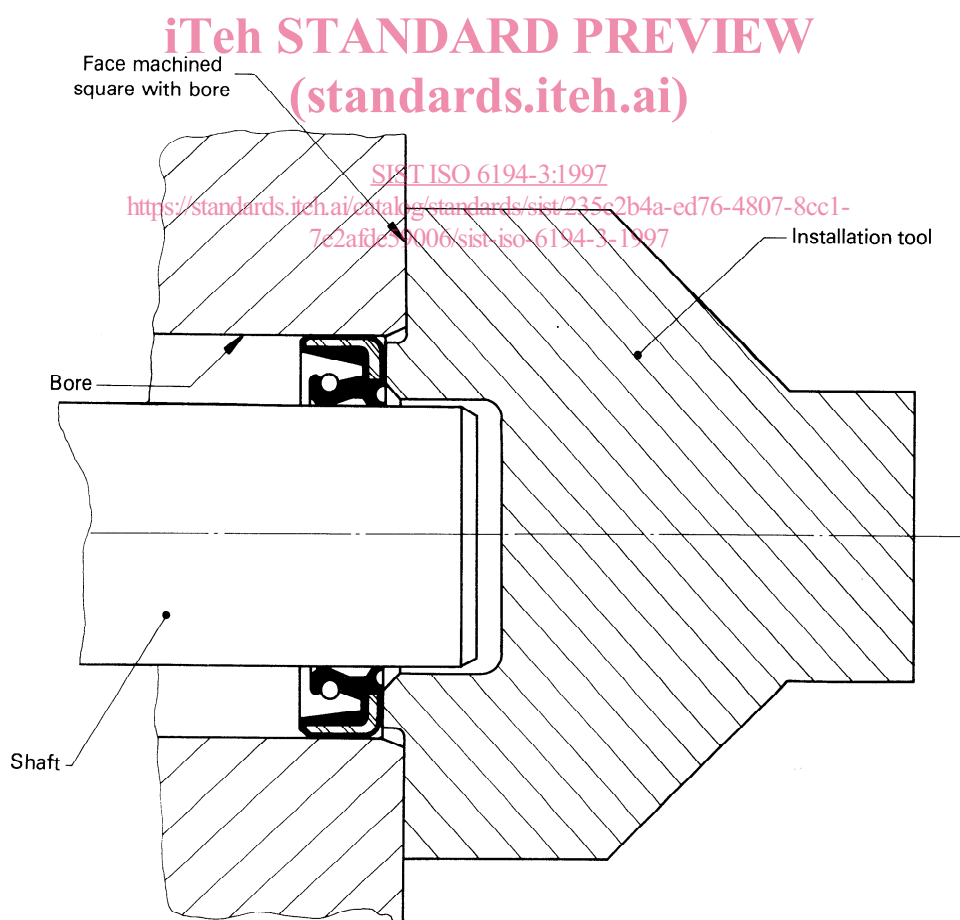 iTeh STANDARD PREVIEW
Face machined
square with bore
(standards.iteh.ai)
SIST ISO 6194-3:1997
https://standards.iteh.ai/catalog/standards/sist/235c2b4a-ed76-4807-8cc1-
7e2afde59006/sist-iso-6194-3-1997
Installation tool
Bore
Shaft